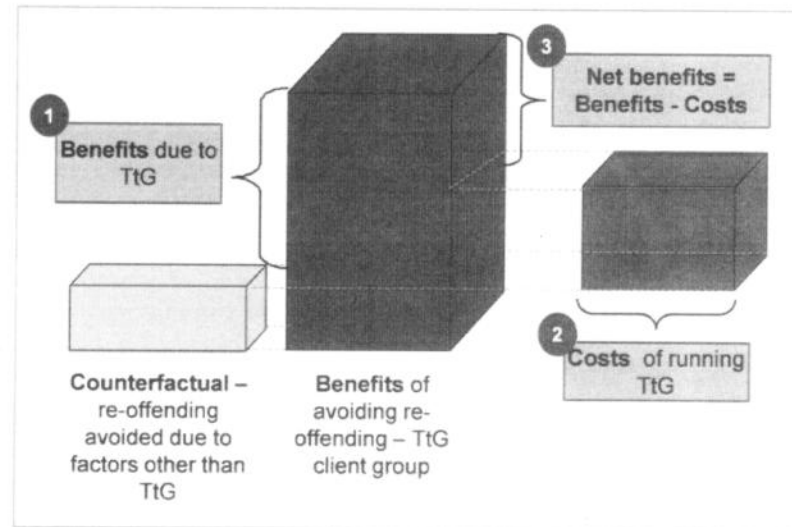 1
Benefits due to
TtG
3
Net benefits =
Benefits - Costs
2
Costs of running
TtG
Counterfactual –
re-offending
avoided due to
factors other than
TtG
Benefits of
avoiding re-
offending – TtG
client group